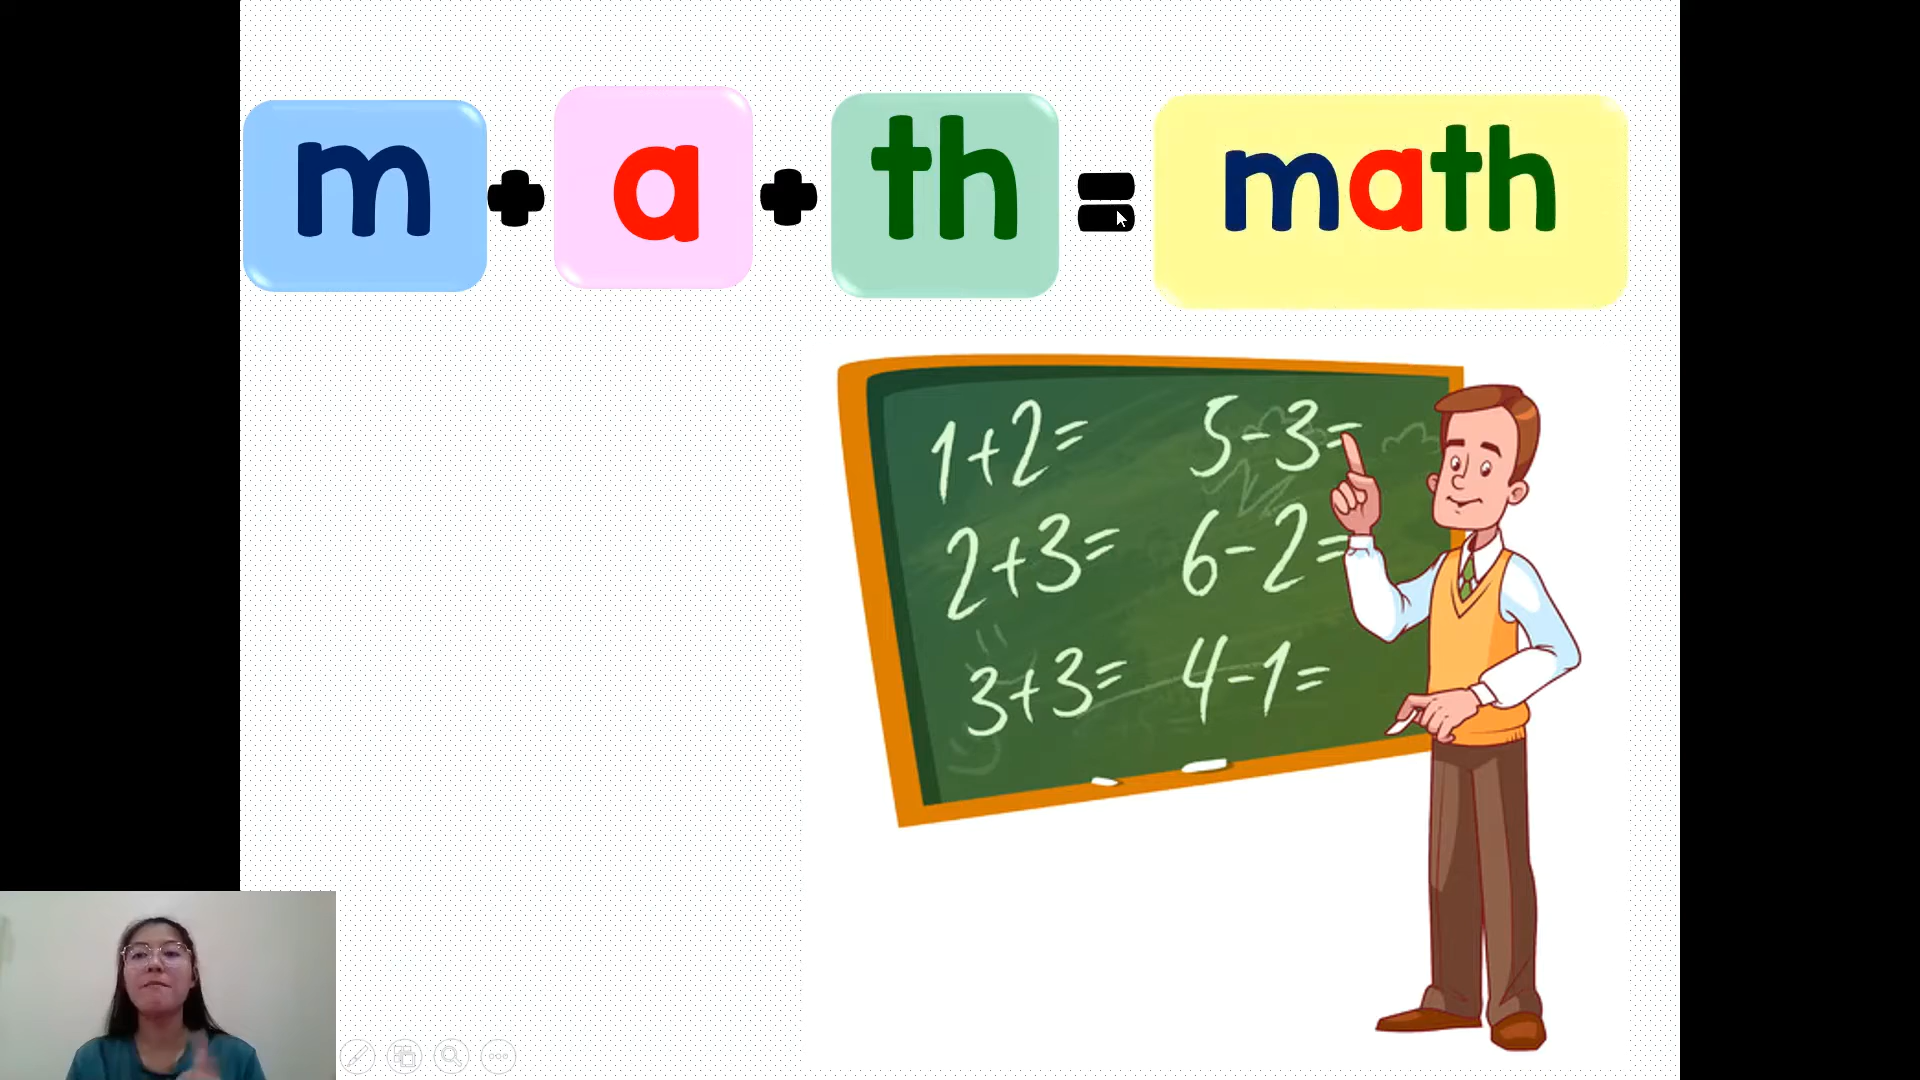 m + a + th = math
1+2= 5-3=
2+3= 6-2=
3+3= 4-1=